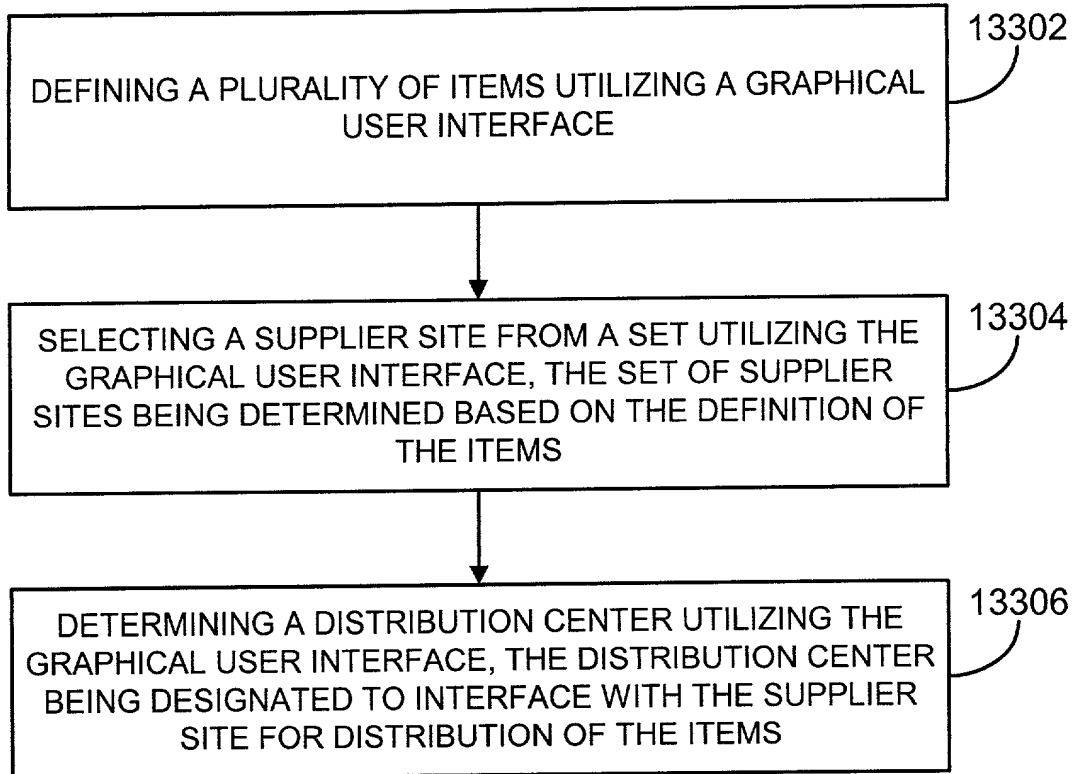 13302
DEFINING A PLURALITY OF ITEMS UTILIZING A GRAPHICAL
USER INTERFACE
13304
SELECTING A SUPPLIER SITE FROM A SET UTILIZING THE
GRAPHICAL USER INTERFACE, THE SET OF SUPPLIER
SITES BEING DETERMINED BASED ON THE DEFINITION OF
THE ITEMS
13306
DETERMINING A DISTRIBUTION CENTER UTILIZING THE
GRAPHICAL USER INTERFACE, THE DISTRIBUTION CENTER
BEING DESIGNATED TO INTERFACE WITH THE SUPPLIER
SITE FOR DISTRIBUTION OF THE ITEMS